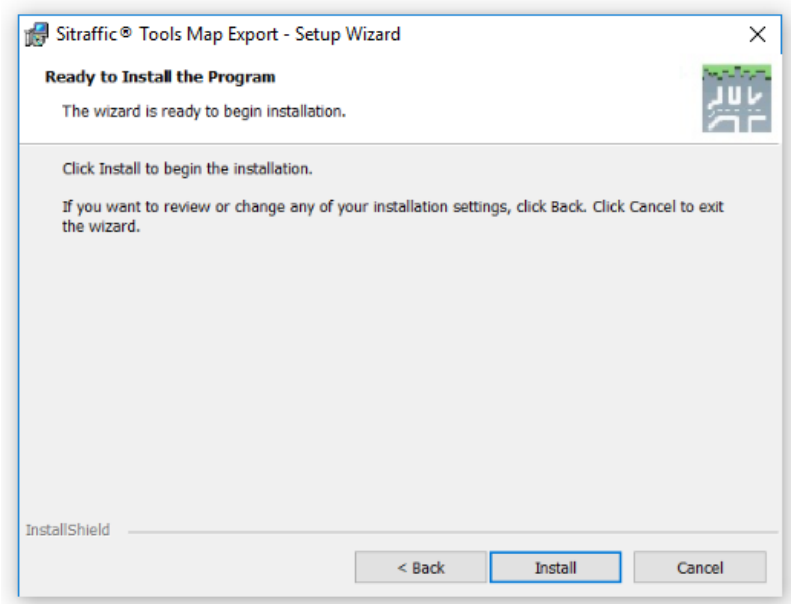 Sitraffic® Tools Map Export - Setup Wizard
Ready to Install the Program
The wizard is ready to begin installation.
Click Install to begin the installation.
If you want to review or change any of your installation settings, click Back. Click Cancel to exit
the wizard.
InstallShield
< Back
Install
Cancel